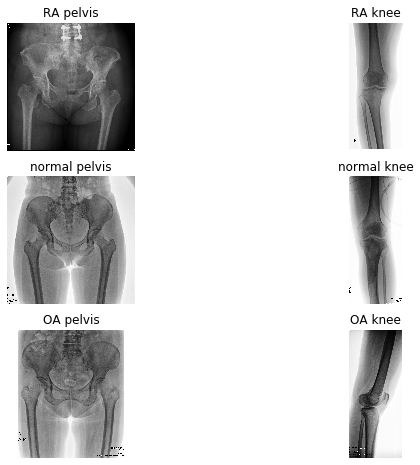 RA pelvis
RA knee
normal pelvis
normal knee
OA pelvis
OA knee